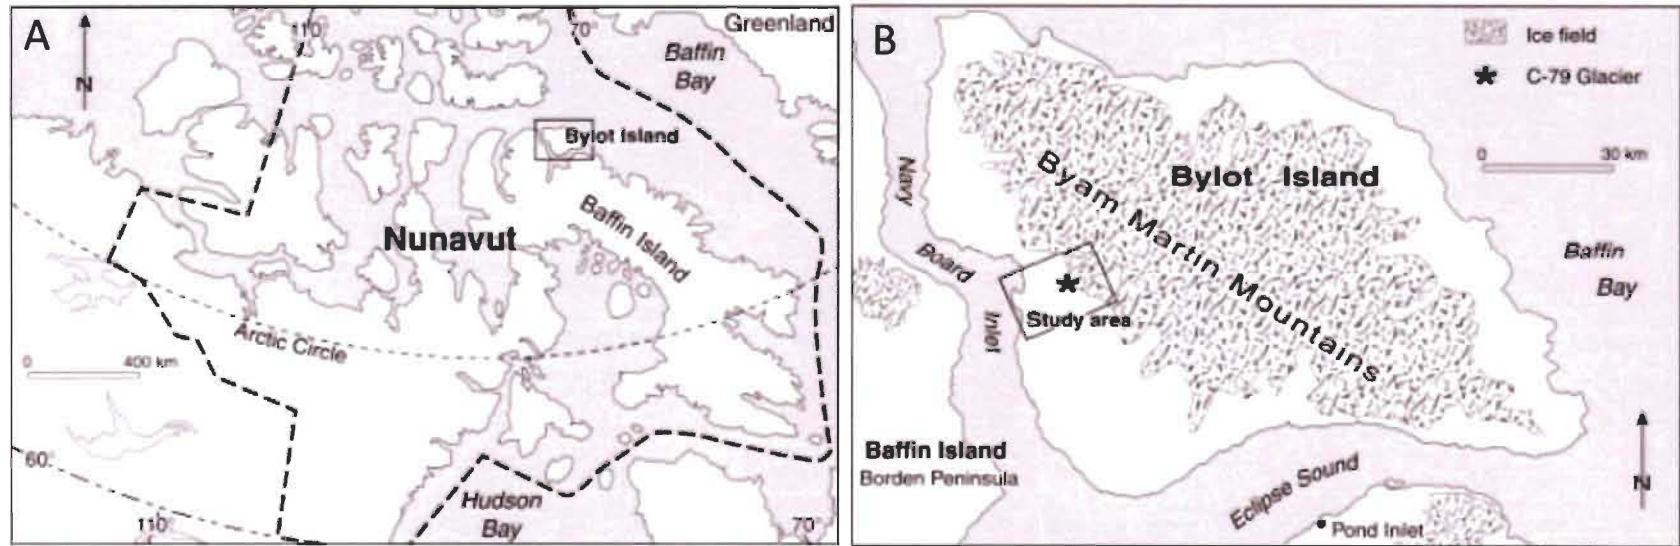 A
110°
70°
Greenland
Baffin
Bay
N
Bylot Island
Baffin Island
Nunavut
Arctic Circle
0 400 km
60°
Hudson
Bay
110°
70°
B
Ice field
C-79 Glacier
0 30 km
Navy
Board
Inlet
Bylot Island
Byam Martin Mountains
Study area
Baffin
Bay
Baffin Island
Borden Peninsula
Eclipse Sound
N
Pond Inlet